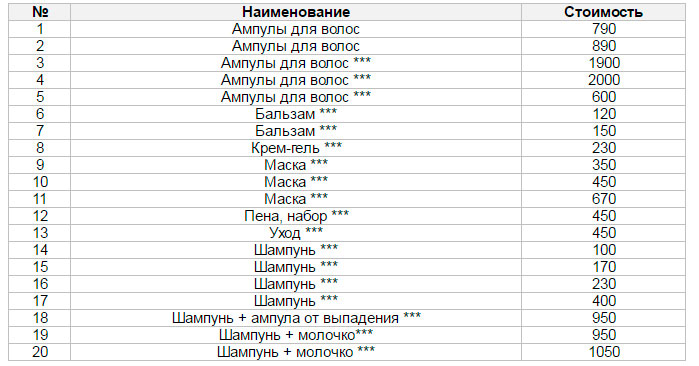 № Наименование Стоимость
1 Ампулы для волос 790
2 Ампулы для волос 890
3 Ампулы для волос *** 1900
4 Ампулы для волос *** 2000
5 Ампулы для волос *** 600
6 Бальзам *** 120
7 Бальзам *** 150
8 Крем-гель *** 230
9 Маска *** 350
10 Маска *** 450
11 Маска *** 670
12 Пена, набор *** 450
13 Уход *** 450
14 Шампунь *** 100
15 Шампунь *** 170
16 Шампунь *** 230
17 Шампунь *** 400
18 Шампунь + ампула от выпадения *** 950
19 Шампунь + молочко*** 950
20 Шампунь + молочко *** 1050